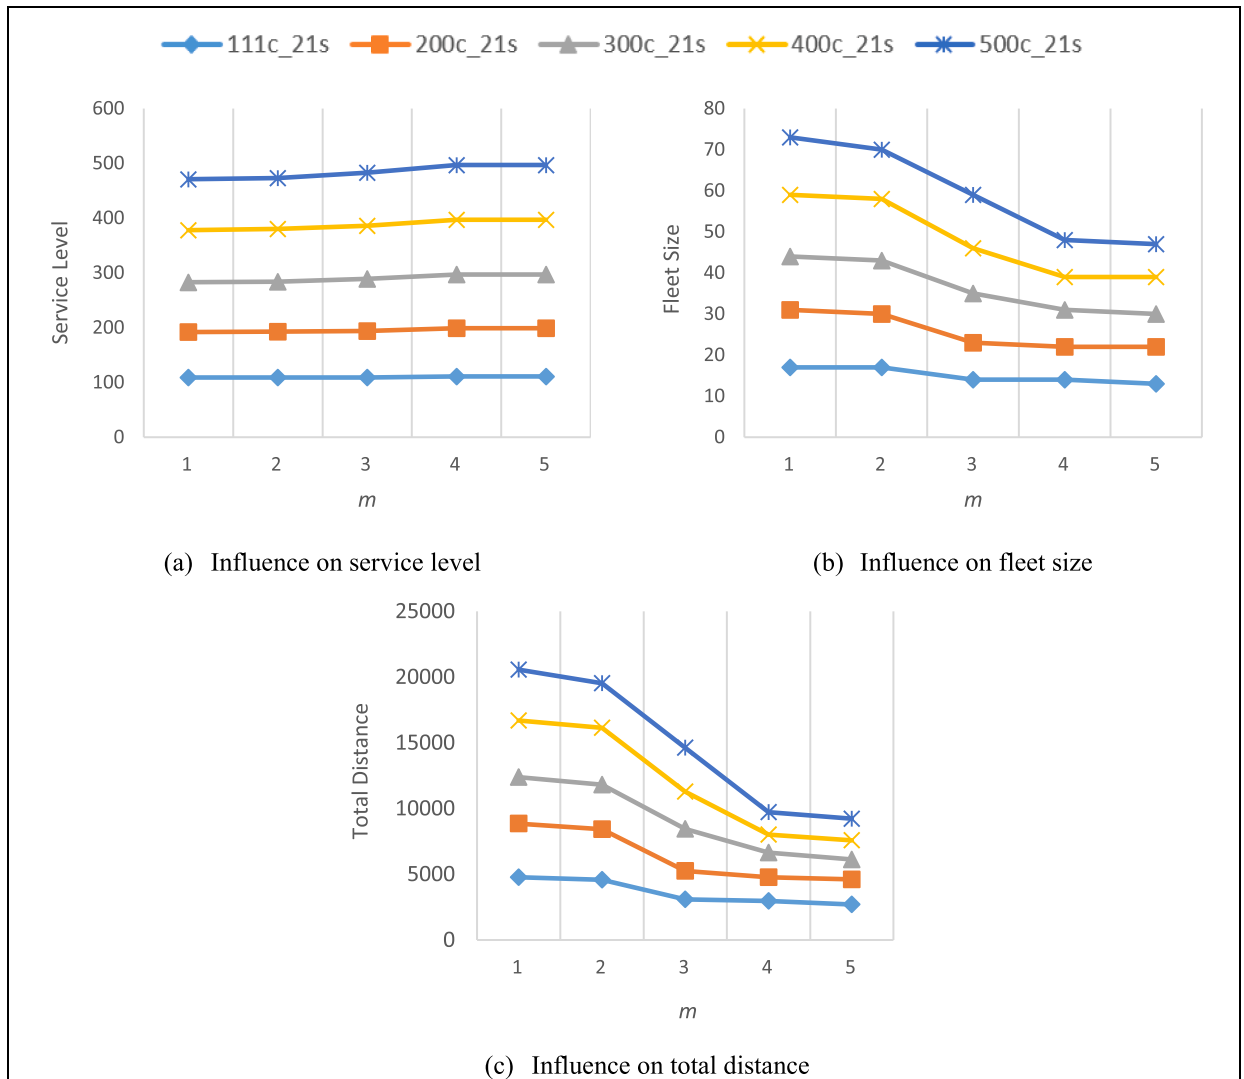 111c_21s 200c_21s 300c_21s 400c_21s 500c_21s
600
500
400
300
200
100
0
Service Level
1 2 3 4 5
m
(a) Influence on service level
80
70
60
50
40
30
20
10
0
Fleet Size
1 2 3 4 5
m
(b) Influence on fleet size
25000
20000
15000
10000
5000
0
Total Distance
1 2 3 4 5
m
(c) Influence on total distance